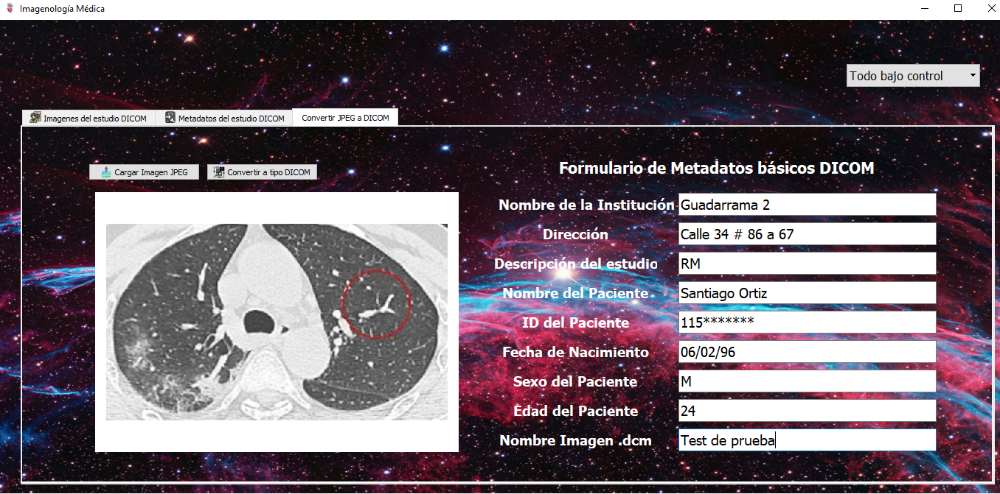 Imagenología Médica
Todo bajo control
Imagenes del estudio DICOM
Metadatos del estudio DICOM
Convertir JPEG a DICOM
Cargar Imagen JPEG
Convertir a tipo DICOM
Formulario de Metadatos básicos DICOM
Nombre de la Institución Guadarrama 2
Dirección Calle 34 # 86 a 67
Descripción del estudio RM
Nombre del Paciente Santiago Ortiz
ID del Paciente 115*******
Fecha de Nacimiento 06/02/96
Sexo del Paciente M
Edad del Paciente 24
Nombre Imagen .dcm Test de prueba